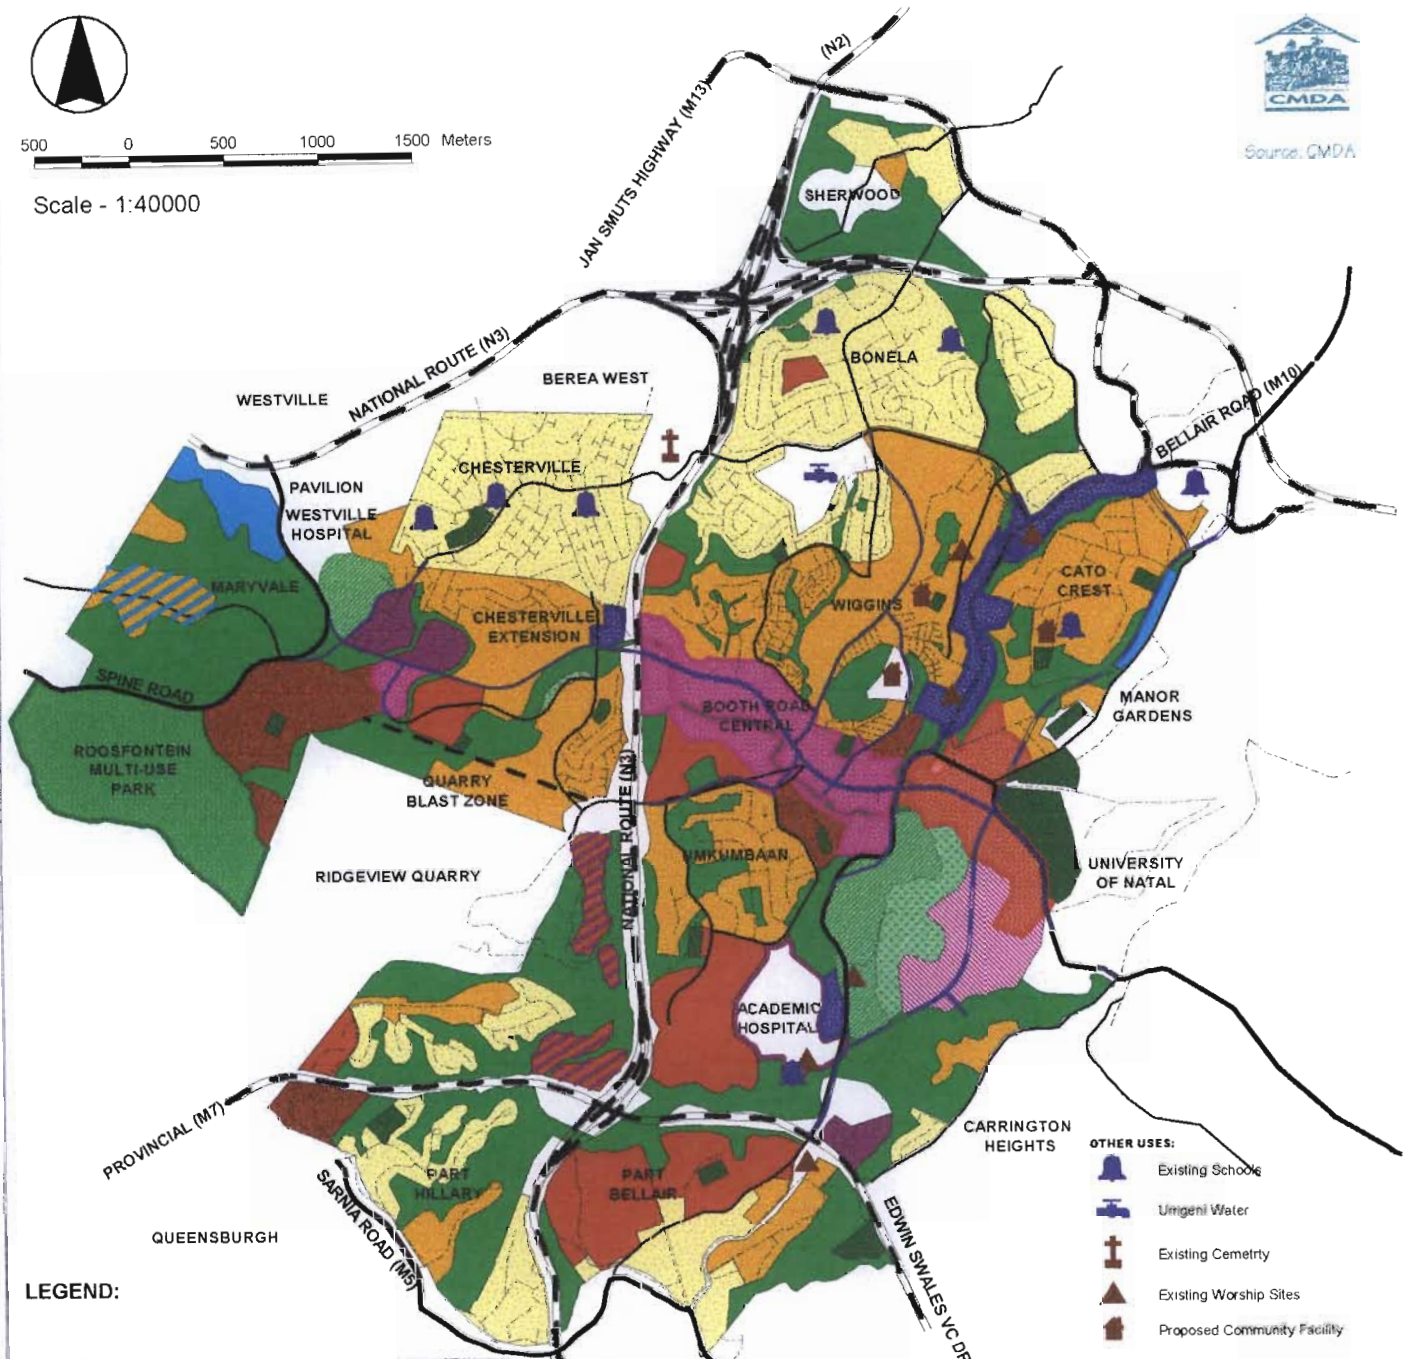 (N2)
JAN SMUTS HIGHWAY (M13)
CMDA
Source. CMDA
500 0 500 1000 1500 Meters
Scale - 1:40000
SHERWOOD
NATIONAL ROUTE (N3)
BEREA WEST
BONELA
WESTVILLE
BELLAIR ROAD (M10)
CHESTERVILLE
PAVILION
WESTVILLE
HOSPITAL
MARYVALE
CATO
CREST
WIGGINS
CHESTERVILLE
EXTENSION
SPINE ROAD
BOOTH ROAD
CENTRAL
MANOR
GARDENS
ROOSFONTEIN
MULTI-USE
PARK
QUARRY
BLAST ZONE
NATIONAL ROUTE (N3)
UMKUMBAAN
RIDGEVIEW QUARRY
UNIVERSITY
OF NATAL
ACADEMIC
HOSPITAL
PROVINCIAL (M7)
CARRINGTON
HEIGHTS
PART
HILLARY
PART
BELLAIR
SARNIA ROAD (M5)
QUEENSBURGH
EDWIN SWALES VC DR
LEGEND:
OTHER USES:
Existing Schools
Umgeni Water
Existing Cemetrty
Existing Worship Sites
Proposed Community Facility